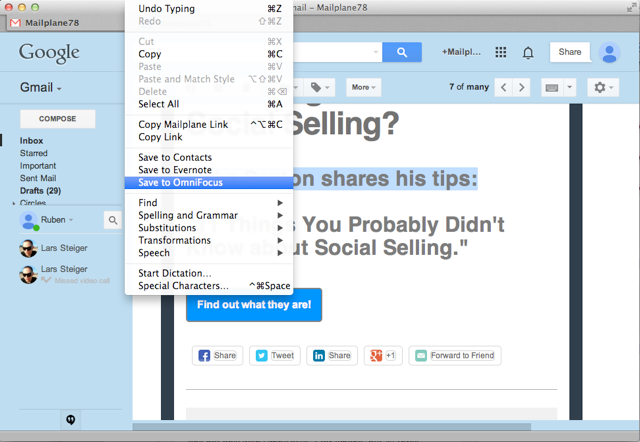 mail – Mailplane78
Mailplane78
Undo Typing ⌘Z
Redo ⇧⌘Z
Cut ⌘X
Copy ⌘C
Paste ⌘V
Paste and Match Style ⌥⇧⌘V
Delete ⌘⌫
Select All ⌘A
Copy Mailplane Link ^⌥⌘C
Copy Link
Save to Contacts
Save to Evernote
Save to OmniFocus
Find
Spelling and Grammar
Substitutions
Transformations
Speech
Start Dictation...
Special Characters... ^⌘Space
Google
+Mailpl...
Share
Gmail
More
7 of many
COMPOSE
Inbox
Starred
Important
Sent Mail
Drafts (29)
Circles
Ruben
Lars Steiger
Lars Steiger
Missed video call
Selling?
on shares his tips:
Things You Probably Didn't
Know about Social Selling."
Find out what they are!
Share
Tweet
Share
+1
Forward to Friend